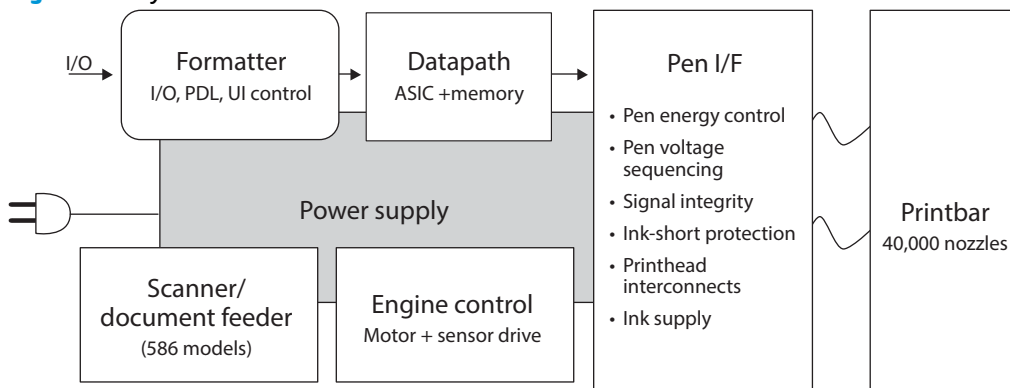 I/O
Formatter
I/O, PDL, UI control
Datapath
ASIC +memory
Pen I/F
• Pen energy control
• Pen voltage
sequencing
• Signal integrity
• Ink-short protection
• Printhead
interconnects
• Ink supply
Printbar
40,000 nozzles
Power supply
Scanner/
document feeder
(586 models)
Engine control
Motor + sensor drive